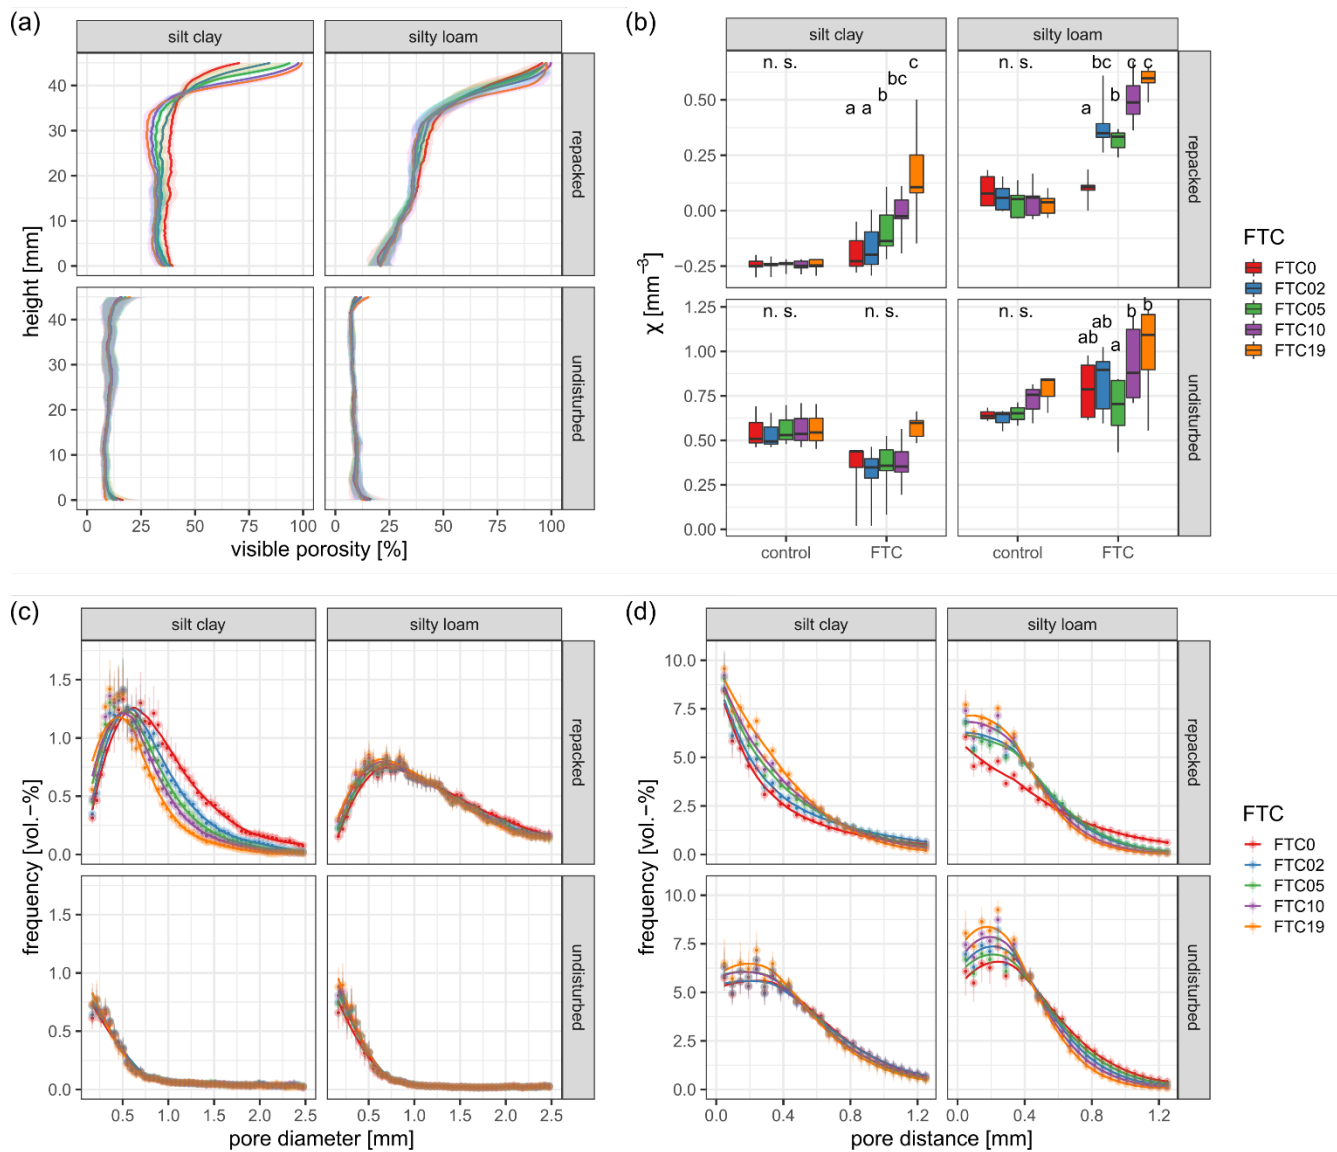 (a)
silt clay
silty loam
repacked
undisturbed
height [mm]
40
30
20
10
0
40
30
20
10
0
0
25
50
75
100
0
25
50
75
100
visible porosity [%]
(b)
silt clay
silty loam
repacked
undisturbed
χ [mm⁻³]
0.50
0.25
0.00
−0.25
1.25
1.00
0.75
0.50
0.25
0.00
n. s.
a a b bc c
n. s.
a bc b c c
n. s.
n. s.
n. s.
ab ab a b b
control
FTC
control
FTC
FTC
FTC0
FTC02
FTC05
FTC10
FTC19
(c)
silt clay
silty loam
repacked
undisturbed
frequency [vol.−%]
1.5
1.0
0.5
0.0
1.5
1.0
0.5
0.0
0.5
1.0
1.5
2.0
2.5
0.5
1.0
1.5
2.0
2.5
pore diameter [mm]
(d)
silt clay
silty loam
repacked
undisturbed
frequency [vol.−%]
10.0
7.5
5.0
2.5
0.0
10.0
7.5
5.0
2.5
0.0
0.0
0.4
0.8
1.2
0.0
0.4
0.8
1.2
pore distance [mm]
FTC
FTC0
FTC02
FTC05
FTC10
FTC19